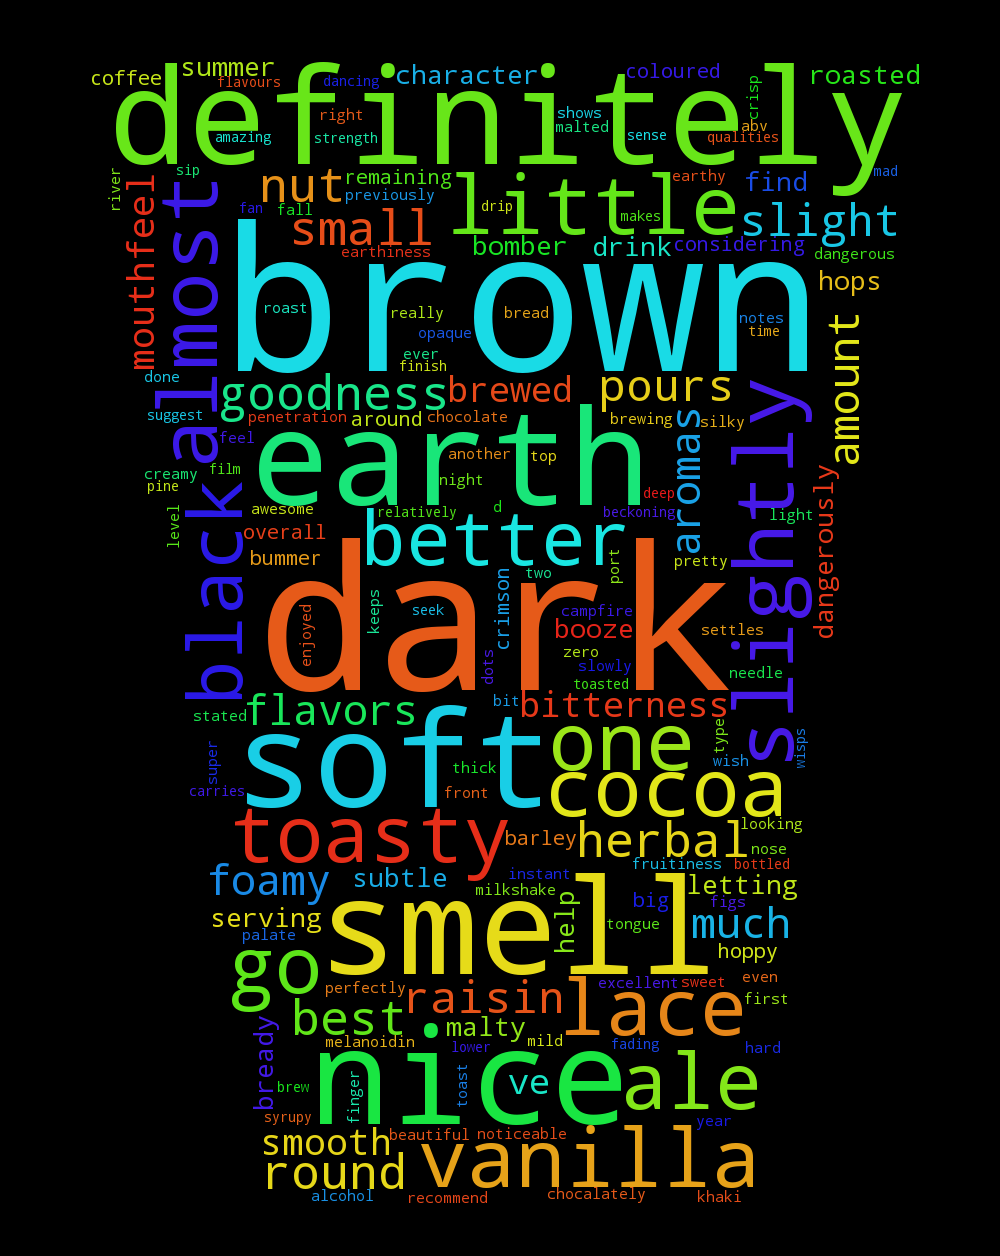 summer
coffee
flavours
dancing
character
coloured
roasted
definitely
crisp
right
shows
malted
abv
amazing
strength
sense
qualities
river
sip
nut
remaining
previously
little
earthy
find
mad
mouthfeel
almost
fan
fall
small
drip
makes
slight
earthiness
bomber
drink
considering
dangerous
hops
brown
roast
really
bread
notes
time
opaque
ever
finish
amount
done
goodness
brewed
pours
suggest
penetration
around
chocolate
brewing
silky
aromas
slightly
feel
earth
another
top
creamy
film
pine
night
deep
dangerously
black
level
awesome
relatively
d
beckoning
light
overall
better
bummer
port
pretty
dark
two
crimson
keeps
seek
campfire
enjoyed
booze
settles
zero
dots
slowly
needle
toasted
stated
flavors
bit
bitterness
soft
one
type
wisps
super
wish
thick
carries
front
cocoa
toasty
barley
herbal
looking
nose
fruitiness
bottled
foamy
subtle
instant
milkshake
letting
big
figs
serving
smell
help
tongue
much
palate
hoppy
go
perfectly
raisin
excellent
sweet
even
first
lace
best
malty
melanoidin
lower
mild
fading
hard
bready
nice
brew
finger
toast
ve
ale
syrupy
year
smooth
beautiful
noticeable
round
vanilla
alcohol
recommend
chocalately
khaki